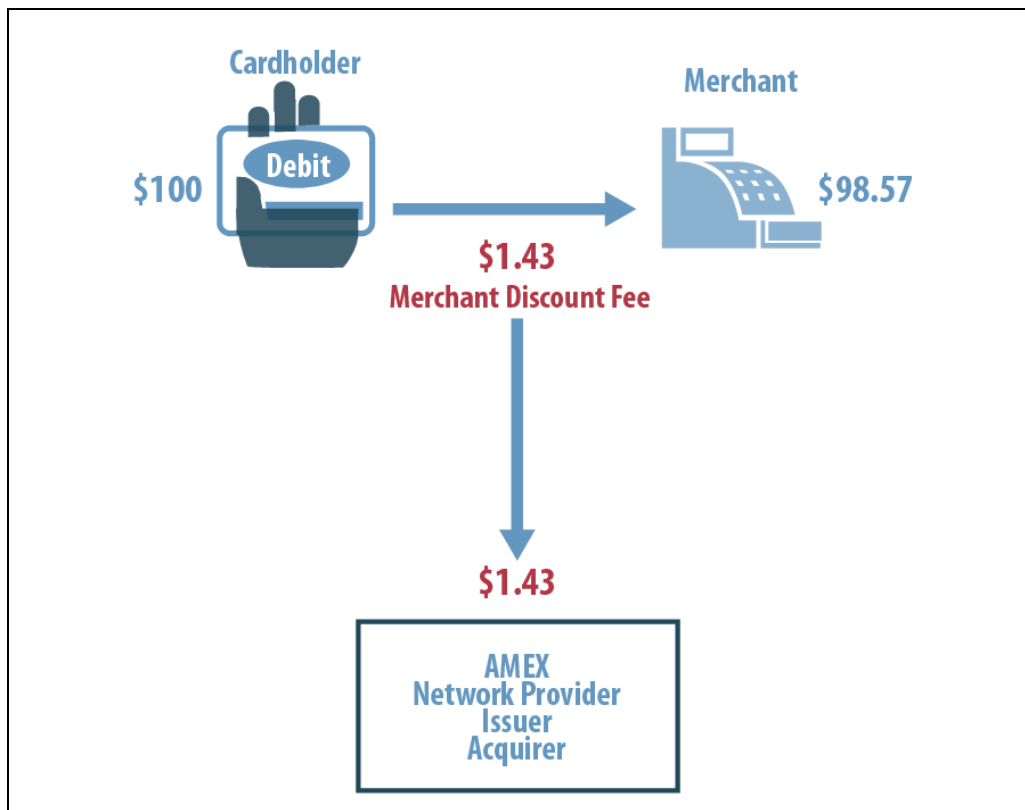 Cardholder
Merchant
Debit
$100
$98.57
$1.43
Merchant Discount Fee
$1.43
AMEX
Network Provider
Issuer
Acquirer